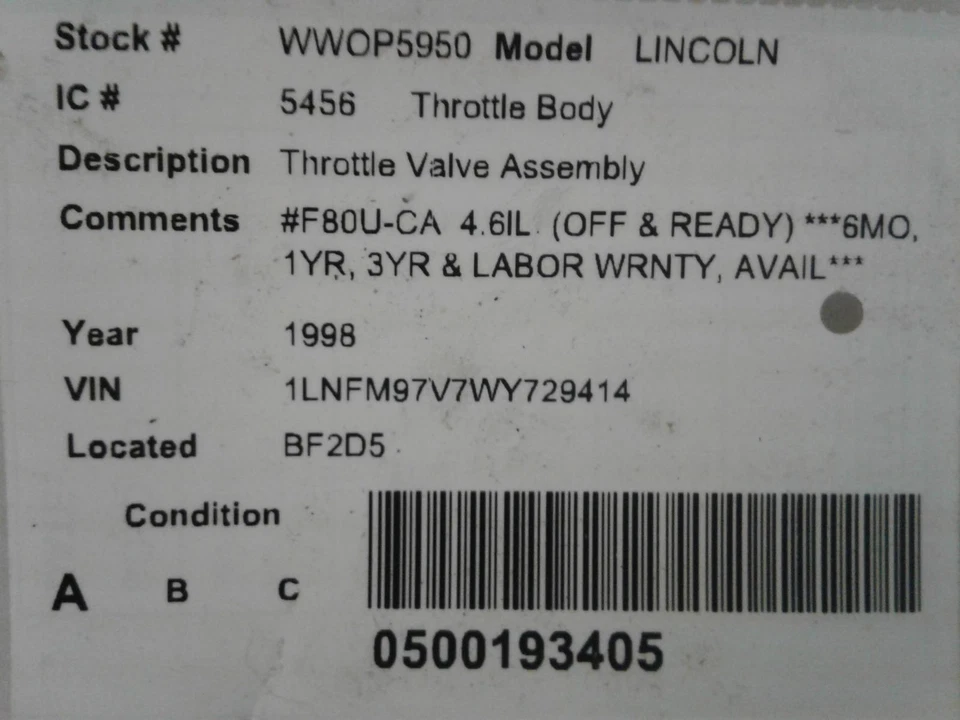 Stock # WWOP5950 Model LINCOLN
IC # 5456 Throttle Body
Description Throttle Valve Assembly
Comments #F80U-CA 4.6IL (OFF & READY) ***6MO,
1YR, 3YR & LABOR WRNTY, AVAIL***
Year 1998
VIN 1LNFM97V7WY729414
Located BF2D5
Condition
A B C
0500193405